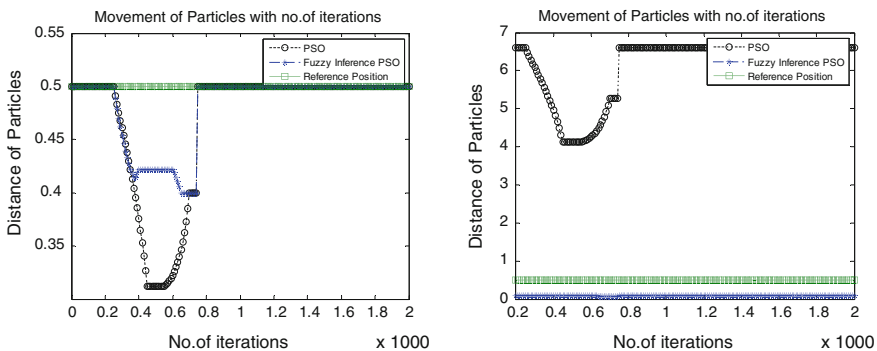 Movement of Particles with no.of iterations
0.55
0.5
0.45
0.4
0.35
Distance of Particles
PSO
Fuzzy Inference PSO
Reference Position
0 0.2 0.4 0.6 0.8 1 1.2 1.4 1.6 1.8 2
No.of iterations x 1000
Movement of Particles with no.of iterations
7
6
5
4
3
2
1
0
Distance of Particles
PSO
Fuzzy Inference PSO
Reference Position
0.2 0.4 0.6 0.8 1 1.2 1.4 1.6 1.8 2
No.of iterations x 1000